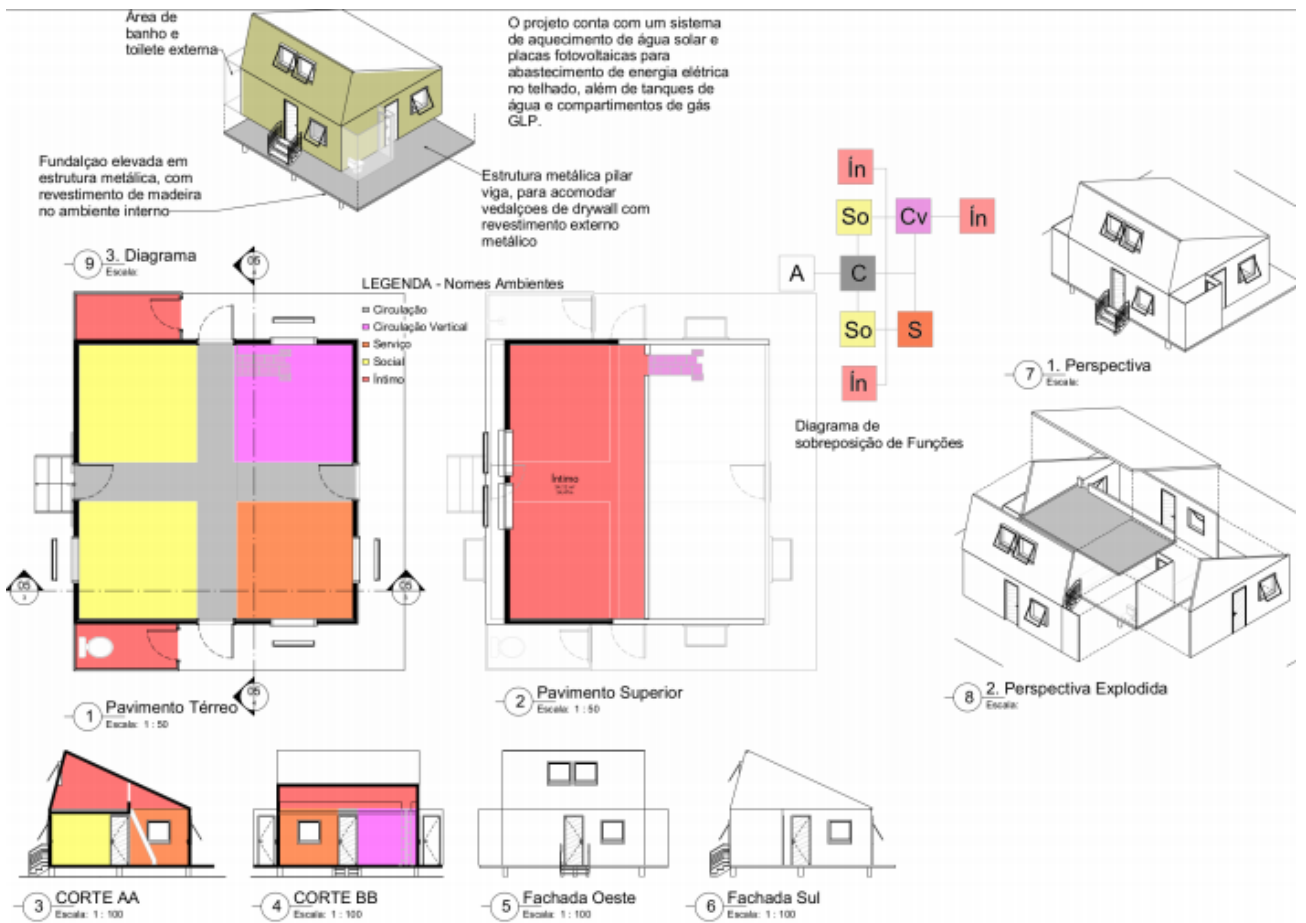 Área de
banho e
toilete externa
O projeto conta com um sistema
de aquecimento de água solar e
placas fotovoltaicas para
abastecimento de energia elétrica
no telhado, além de tanques de
água e compartimentos de gás
GLP.
Fundalçao elevada em
estrutura metálica, com
revestimento de madeira
no ambiente interno
Estrutura metálica pilar
viga, para acomodar
vedalçoes de drywall com
revestimento externo
metálico
9 3. Diagrama
Escala:
05
LEGENDA - Nomes Ambientes
Circulação
Circulação Vertical
Serviço
Social
Íntimo
Ín
So Cv Ín
A C
So S
Ín
Diagrama de
sobreposição de Funções
7 1. Perspectiva
Escala:
Íntimo
05
05
05
1 Pavimento Térreo
Escala: 1 : 50
2 Pavimento Superior
Escala: 1 : 50
8 2. Perspectiva Explodida
Escala:
3 CORTE AA
Escala: 1 : 100
4 CORTE BB
Escala: 1 : 100
5 Fachada Oeste
Escala: 1 : 100
6 Fachada Sul
Escala: 1 : 100